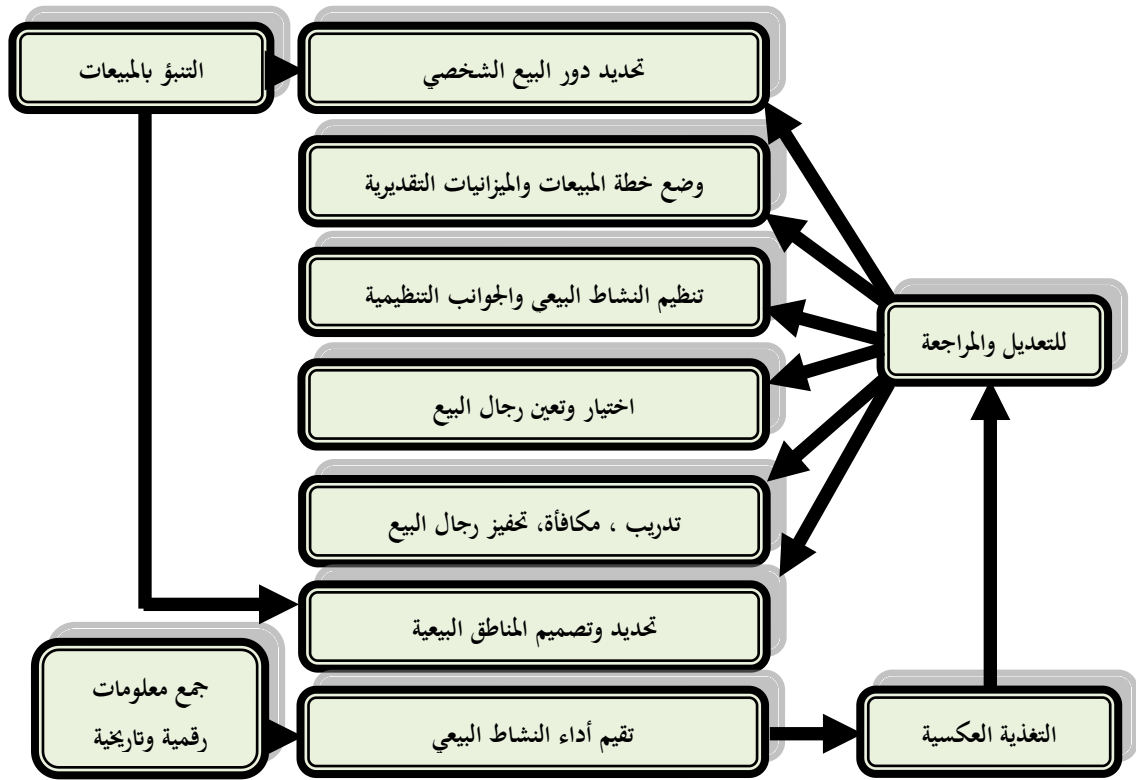 التنبؤ بالمبيعات
تحديد دور البيع الشخصي
وضع خطة المبيعات والميزانيات التقديرية
تنظيم النشاط البيعي والجوانب التنظيمية
للتعديل والمراجعة
اختيار وتعين رجال البيع
تدريب ، مكافأة، تحفيز رجال البيع
تحديد وتصميم المناطق البيعية
جمع معلومات
رقمية وتاريخية
تقيم أداء النشاط البيعي
التغذية العكسية